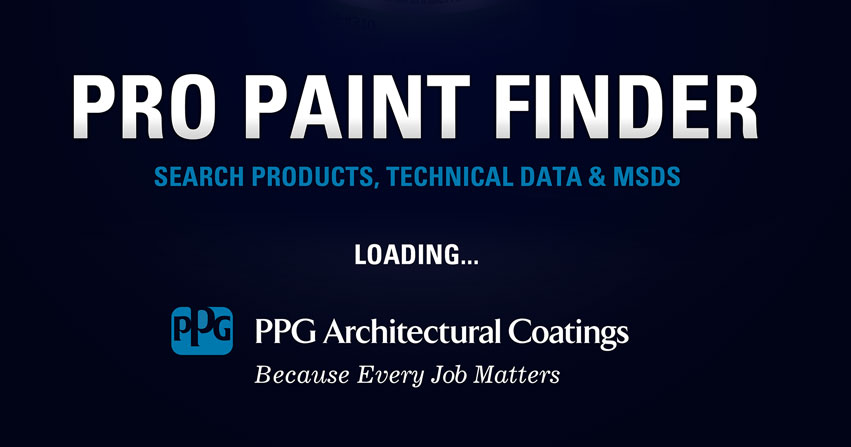 PRO PAINT FINDER
SEARCH PRODUCTS, TECHNICAL DATA & MSDS
LOADING...
PPG PPG Architectural Coatings
Because Every Job Matters